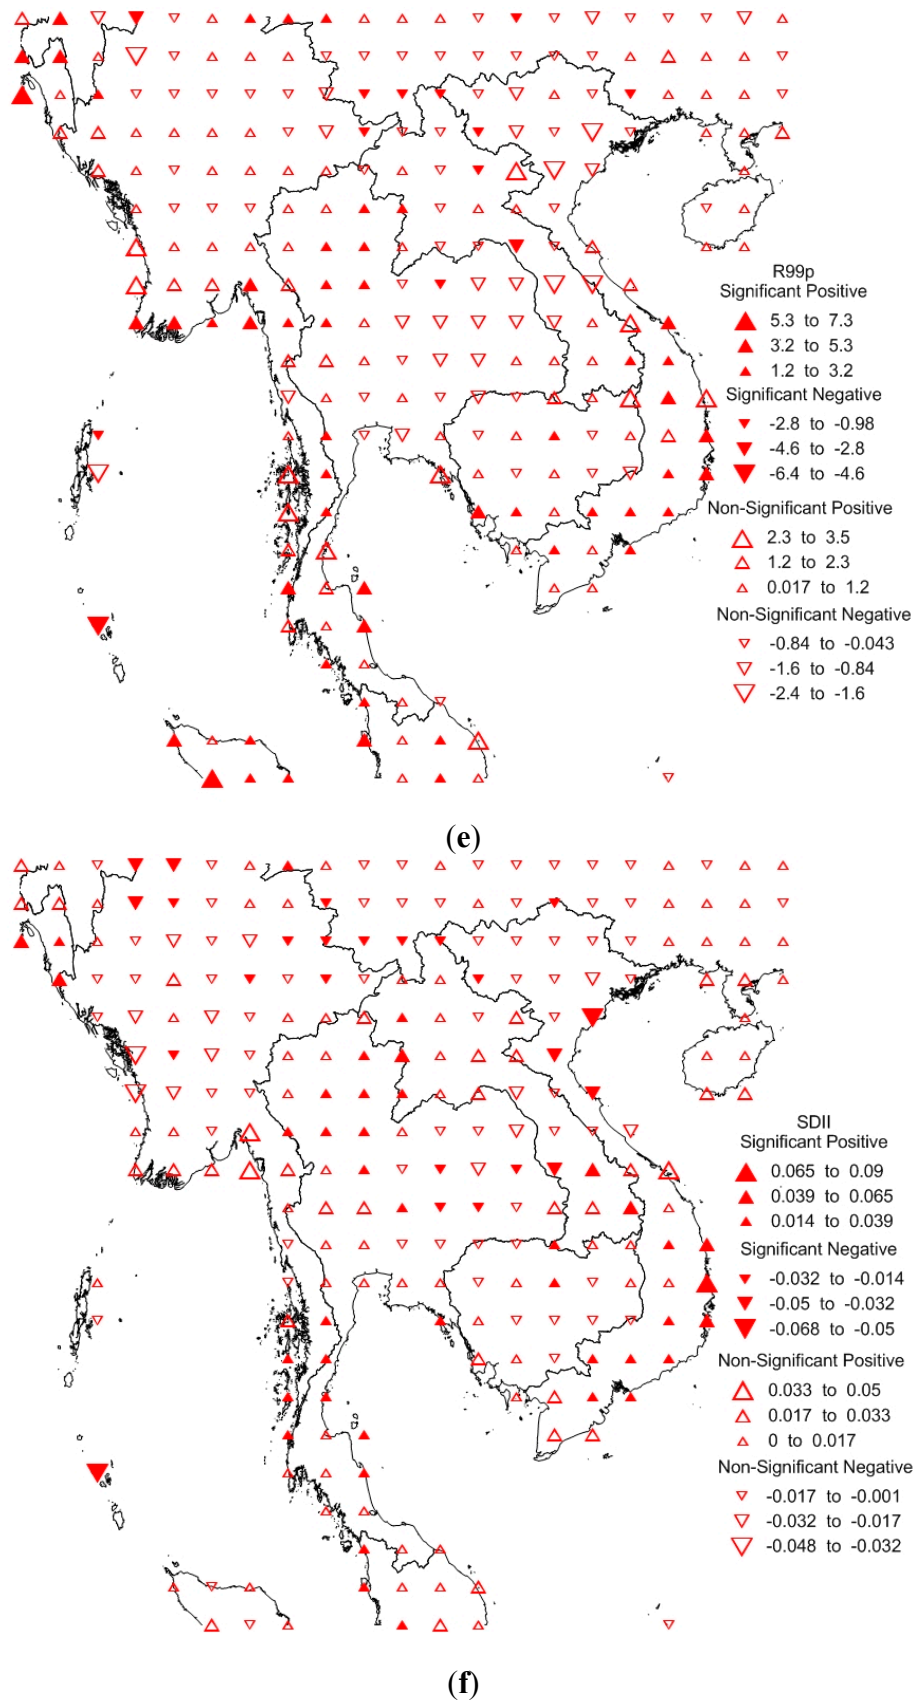 R99p
Significant Positive
5.3 to 7.3
3.2 to 5.3
1.2 to 3.2
Significant Negative
-2.8 to -0.98
-4.6 to -2.8
-6.4 to -4.6
Non-Significant Positive
2.3 to 3.5
1.2 to 2.3
0.017 to 1.2
Non-Significant Negative
-0.84 to -0.043
-1.6 to -0.84
-2.4 to -1.6
(e)
SDII
Significant Positive
0.065 to 0.09
0.039 to 0.065
0.014 to 0.039
Significant Negative
-0.032 to -0.014
-0.05 to -0.032
-0.068 to -0.05
Non-Significant Positive
0.033 to 0.05
0.017 to 0.033
0 to 0.017
Non-Significant Negative
-0.017 to -0.001
-0.032 to -0.017
-0.048 to -0.032
(f)